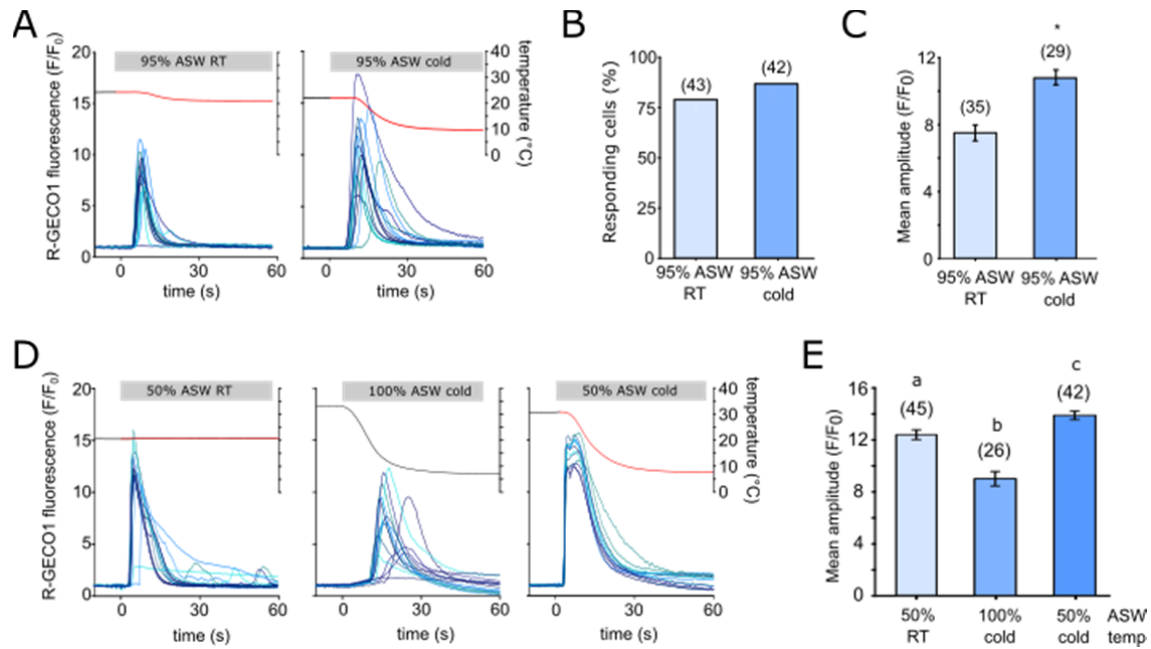 A
R-GECO1 fluorescence (F/F0)
20
15
10
5
0
95% ASW RT
0
30
60
time (s)
95% ASW cold
0
30
60
time (s)
40
30
20
10
0
temperature (°C)
B
Responding cells (%)
100
75
50
25
0
(43)
(42)
95% ASW
RT
95% ASW
cold
C
Mean amplitude (F/F0)
12
8
4
0
(35)
*
(29)
95% ASW
RT
95% ASW
cold
D
R-GECO1 fluorescence (F/F0)
20
15
10
5
0
50% ASW RT
0
30
60
time (s)
100% ASW cold
0
30
60
time (s)
50% ASW cold
0
30
60
time (s)
40
30
20
10
0
temperature (°C)
E
Mean amplitude (F/F0)
16
12
8
4
0
a
(45)
b
(26)
c
(42)
50%
RT
100%
cold
50%
cold
ASW
temp